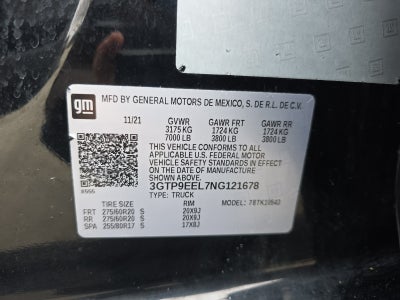 gm
MFD BY GENERAL MOTORS DE MEXICO, S. DE R.L. DE C.V.
11/21 GVWR GAWR FRT GAWR RR
3175 KG 1724 KG 1724 KG
7000 LB 3800 LB 3800 LB
THIS VEHICLE CONFORMS TO ALL
APPLICABLE U.S. FEDERAL MOTOR
VEHICLE SAFETY STANDARDS IN
EFFECT ON THE DATE OF
MANUFACTURE SHOWN ABOVE.
3GTP9EEL7NG121678
TYPE: TRUCK
TIRE SIZE RIM MODEL:
FRT 275/60R20 S 20X9J
RR 275/60R20 S 20X9J
SPA 255/80R17 S 17X8J